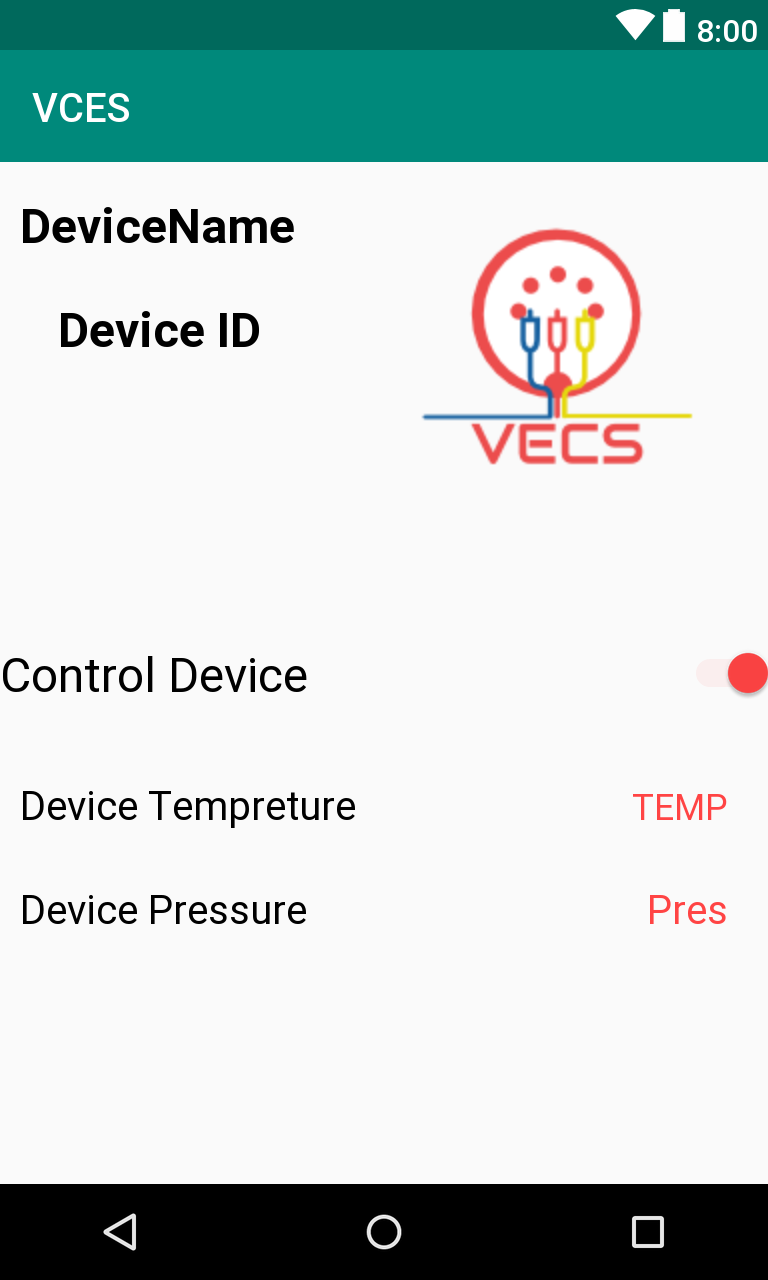 8:00
VCES
DeviceName
Device ID
VECS
Control Device
Device Tempreture TEMP
Device Pressure Pres